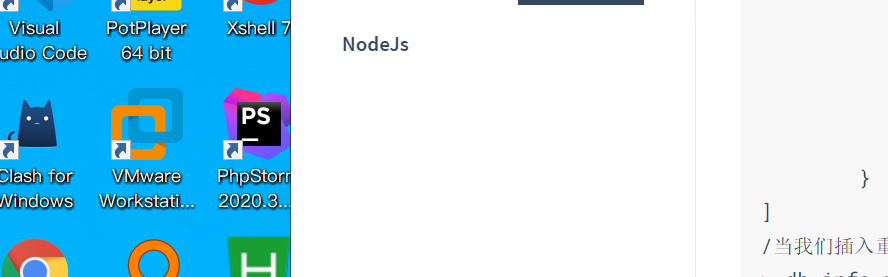 Visual
udio Code
PotPlayer
64 bit
Xshell 7
Clash for
Windows
VMware
Workstati...
PS
PhpStorm
2020.3...
H
NodeJs
}
]
/当我们插入重